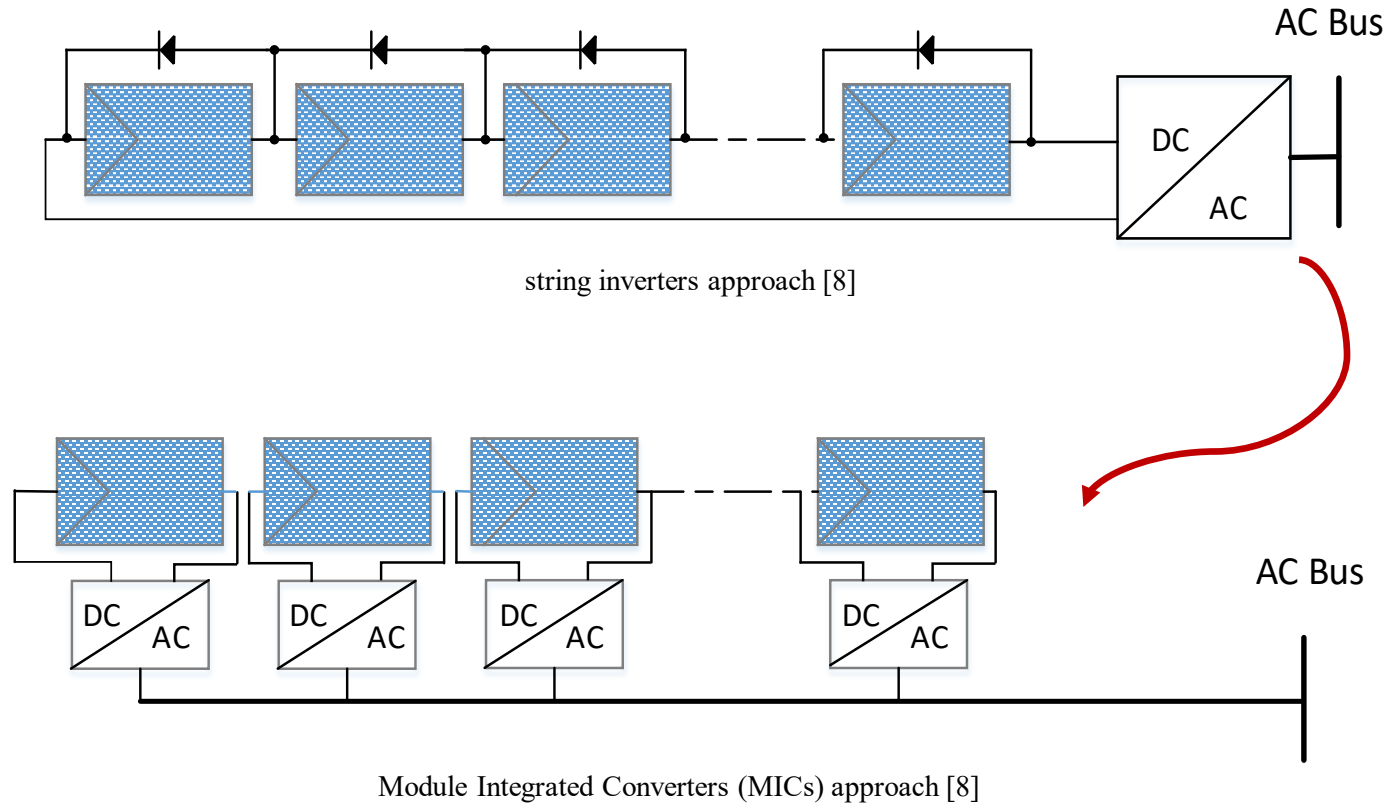 AC Bus
DC
AC
string inverters approach [8]
DC
AC
DC
AC
DC
AC
DC
AC
AC Bus
Module Integrated Converters (MICs) approach [8]